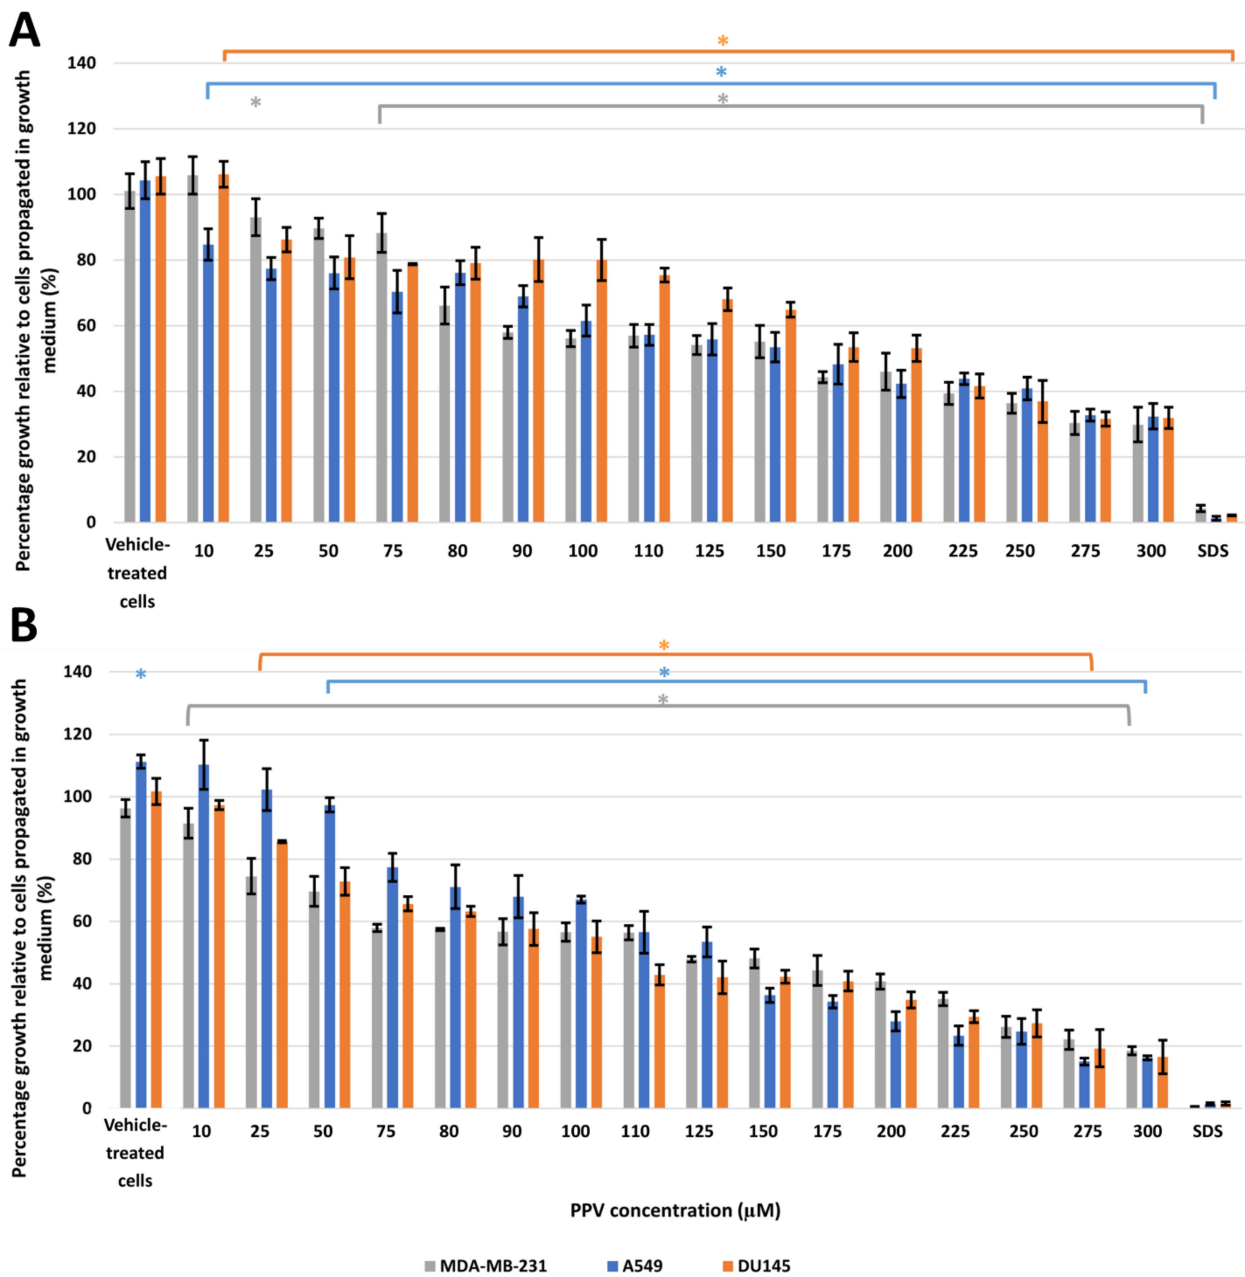 A
Percentage growth relative to cells propagated in growth
medium (%)
140
120
100
80
60
40
20
0
*
*
*
*
Vehicle-
treated
cells
10 25 50 75 80 90 100 110 125 150 175 200 225 250 275 300 SDS
B
Percentage growth relative to cells propagated in growth
medium (%)
140
120
100
80
60
40
20
0
*
*
*
*
Vehicle-
treated
cells
10 25 50 75 80 90 100 110 125 150 175 200 225 250 275 300 SDS
PPV concentration (μM)
MDA-MB-231 A549 DU145